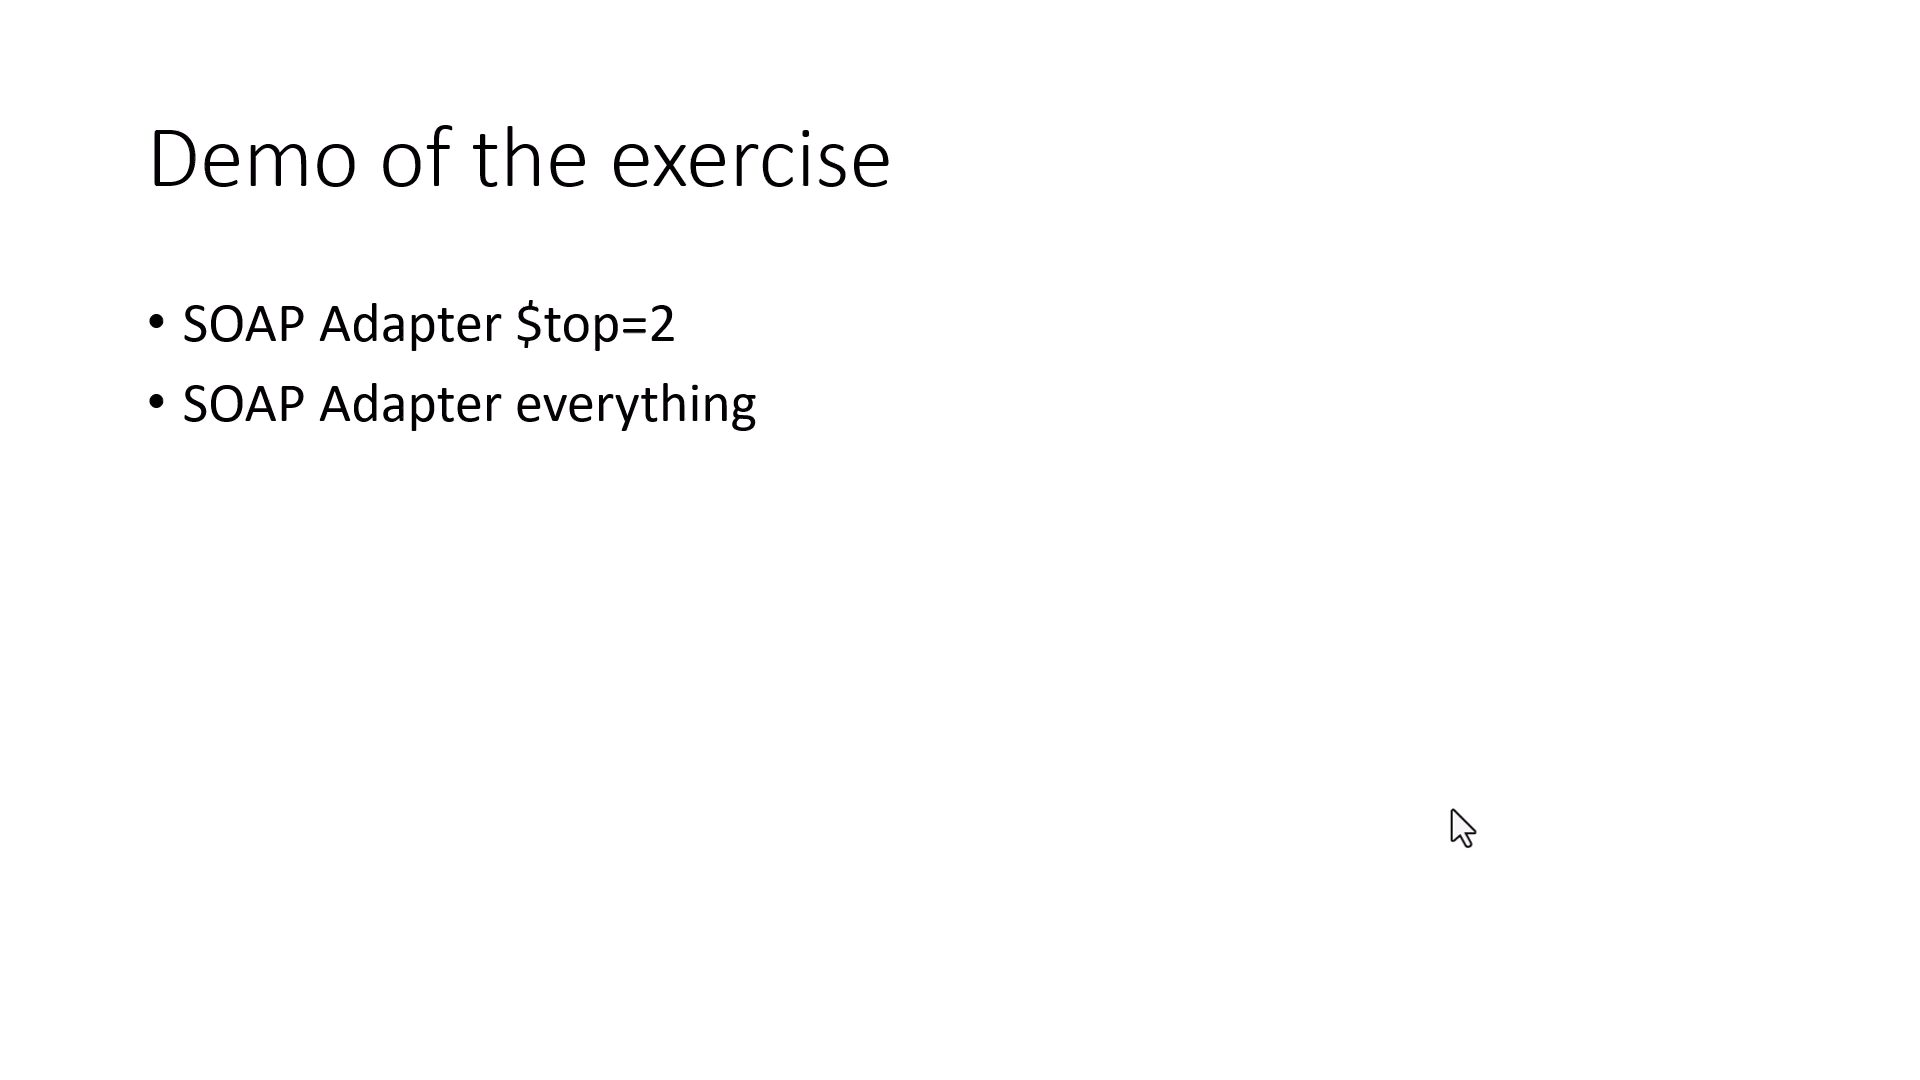 Demo of the exercise
• SOAP Adapter $top=2
• SOAP Adapter everything